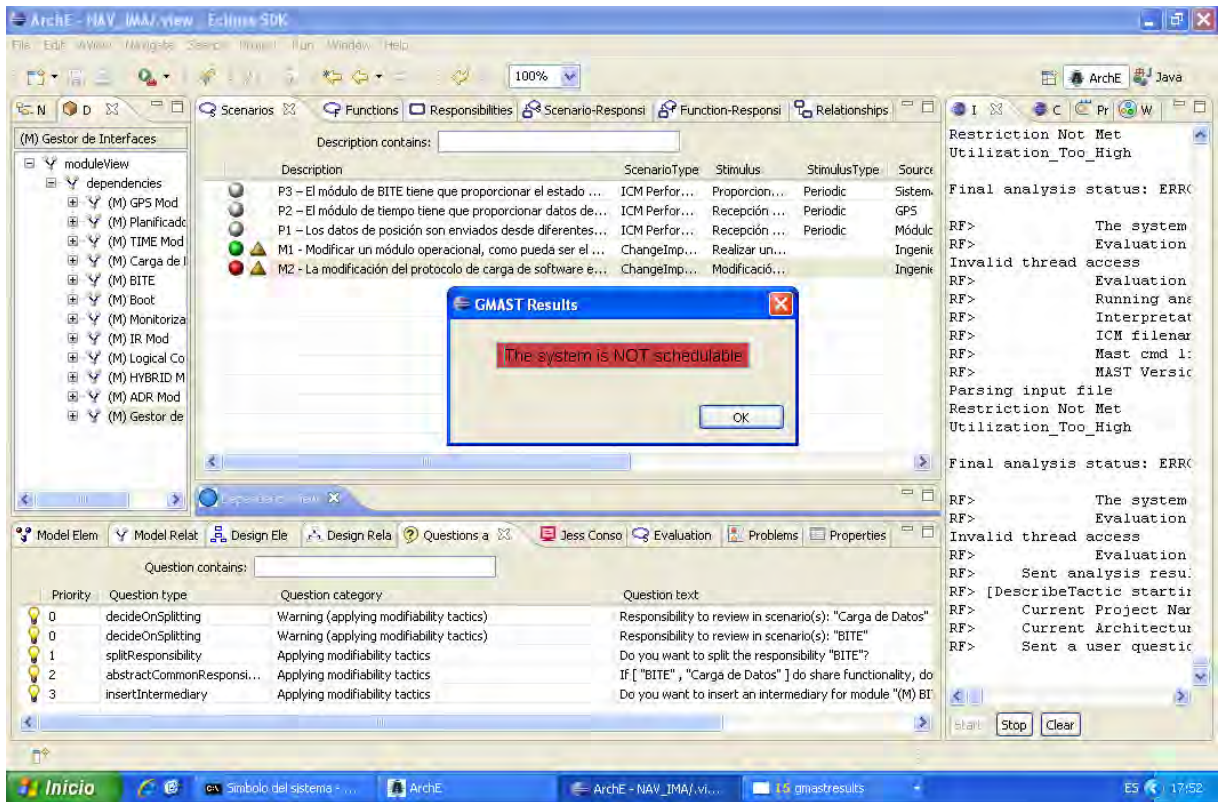 ArchE - NAV_IMA/.view - Eclipse SDK
File Edit Navigate Search Project Run Window Help
100%
ArchE Java
N D
Scenarios Functions Responsibilities Scenario-Responsi Function-Responsi Relationships
I C Pr W
(M) Gestor de Interfaces
moduleView
dependencies
(M) GPS Mod
(M) Planificadc
(M) TIME Mod
(M) Carga de I
(M) BITE
(M) Boot
(M) Monitoriza
(M) IR Mod
(M) Logical Co
(M) HYBRID M
(M) ADR Mod
(M) Gestor de
Description contains:
Description ScenarioType Stimulus StimulusType Source
P3 – El módulo de BITE tiene que proporcionar el estado ... ICM Perfor... Proporcion... Periodic Sistem
P2 – El módulo de tiempo tiene que proporcionar datos de... ICM Perfor... Recepción ... Periodic GPS
P1 – Los datos de posición son enviados desde diferentes... ICM Perfor... Recepción ... Periodic Módulc
M1 - Modificar un módulo operacional, como pueda ser el ... ChangeImp... Realizar un... Ingenie
M2 - La modificación del protocolo de carga de software e... ChangeImp... Modificació... Ingenie
GMAST Results
The system is NOT schedulable
OK
Restriction Not Met
Utilization_Too_High
Final analysis status: ERRO
RF> The system
RF> Evaluation
Invalid thread access
RF> Evaluation
RF> Running ana
RF> Interpretat
RF> ICM filenam
RF> Mast cmd li
RF> MAST Versic
Parsing input file
Restriction Not Met
Utilization_Too_High
Final analysis status: ERRO
RF> The system
RF> Evaluation
Invalid thread access
RF> Evaluation
RF> Sent analysis resul
RF> [DescribeTactic startin
RF> Current Project Nam
RF> Current Architectur
RF> Sent a user questic
Start Stop Clear
Model Elem Model Relat Design Ele Design Rela Questions a Jess Conso Evaluation Problems Properties
Question contains:
Priority Question type Question category Question text
0 decideOnSplitting Warning (applying modifiability tactics) Responsibility to review in scenario(s): "Carga de Datos"
0 decideOnSplitting Warning (applying modifiability tactics) Responsibility to review in scenario(s): "BITE"
1 splitResponsibility Applying modifiability tactics Do you want to split the responsibility "BITE"?
2 abstractCommonResponsi... Applying modifiability tactics If [ "BITE" , "Carga de Datos" ] do share functionality, do
3 insertIntermediary Applying modifiability tactics Do you want to insert an intermediary for module "(M) BI
Inicio Símbolo del sistema - ... ArchE ArchE - NAV_IMA/.vi... 15 gmastresults ES 17:52